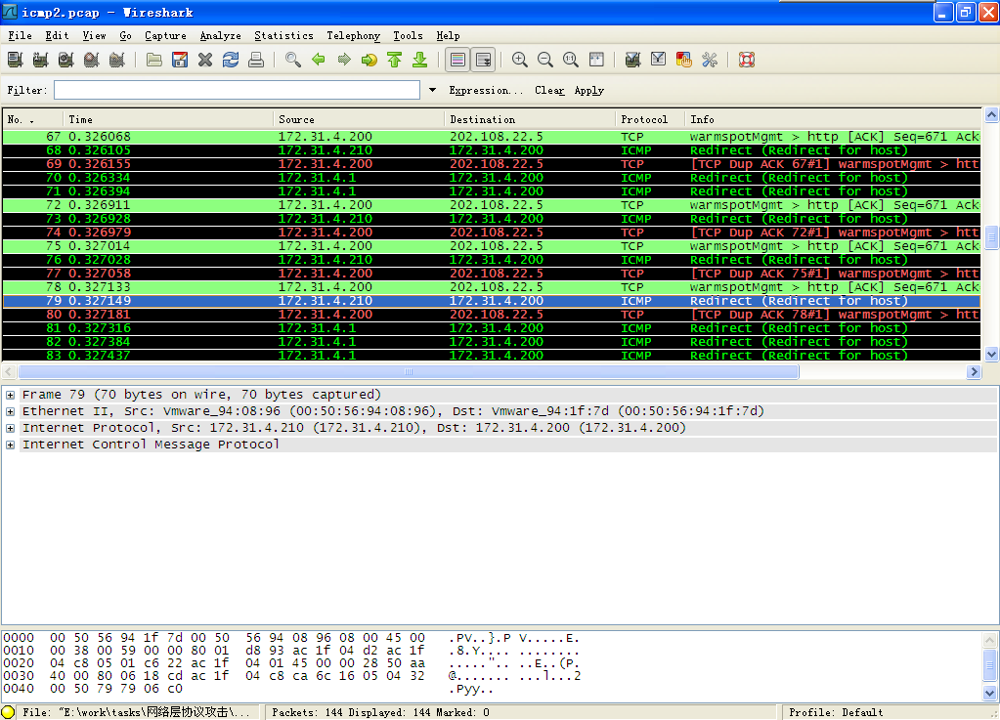 icmp2.pcap - Wireshark
File Edit View Go Capture Analyze Statistics Telephony Tools Help
Filter: Expression... Clear Apply
No. . Time Source Destination Protocol Info
67 0.326068 172.31.4.200 202.108.22.5 TCP warmspotMgmt > http [ACK] Seq=671 Ack
68 0.326105 172.31.4.210 172.31.4.200 ICMP Redirect (Redirect for host)
69 0.326155 172.31.4.200 202.108.22.5 TCP [TCP Dup ACK 67#1] warmspotMgmt > htt
70 0.326334 172.31.4.1 172.31.4.200 ICMP Redirect (Redirect for host)
71 0.326394 172.31.4.1 172.31.4.200 ICMP Redirect (Redirect for host)
72 0.326911 172.31.4.200 202.108.22.5 TCP warmspotMgmt > http [ACK] Seq=671 Ack
73 0.326928 172.31.4.210 172.31.4.200 ICMP Redirect (Redirect for host)
74 0.326979 172.31.4.200 202.108.22.5 TCP [TCP Dup ACK 72#1] warmspotMgmt > htt
75 0.327014 172.31.4.200 202.108.22.5 TCP warmspotMgmt > http [ACK] Seq=671 Ack
76 0.327028 172.31.4.210 172.31.4.200 ICMP Redirect (Redirect for host)
77 0.327058 172.31.4.200 202.108.22.5 TCP [TCP Dup ACK 75#1] warmspotMgmt > htt
78 0.327133 172.31.4.200 202.108.22.5 TCP warmspotMgmt > http [ACK] Seq=671 Ack
79 0.327149 172.31.4.210 172.31.4.200 ICMP Redirect (Redirect for host)
80 0.327181 172.31.4.200 202.108.22.5 TCP [TCP Dup ACK 78#1] warmspotMgmt > htt
81 0.327316 172.31.4.1 172.31.4.200 ICMP Redirect (Redirect for host)
82 0.327384 172.31.4.1 172.31.4.200 ICMP Redirect (Redirect for host)
83 0.327437 172.31.4.1 172.31.4.200 ICMP Redirect (Redirect for host)
Frame 79 (70 bytes on wire, 70 bytes captured)
Ethernet II, Src: Vmware_94:08:96 (00:50:56:94:08:96), Dst: Vmware_94:1f:7d (00:50:56:94:1f:7d)
Internet Protocol, Src: 172.31.4.210 (172.31.4.210), Dst: 172.31.4.200 (172.31.4.200)
Internet Control Message Protocol
0000 00 50 56 94 1f 7d 00 50 56 94 08 96 08 00 45 00 .PV..}.P V.....E.
0010 00 38 00 59 00 00 80 01 d8 93 ac 1f 04 d2 ac 1f .8.Y.... ........
0020 04 c8 05 01 c6 22 ac 1f 04 01 45 00 00 28 50 aa .....".. ..E..(P.
0030 40 00 80 06 18 cd ac 1f 04 c8 ca 6c 16 05 04 32 @....... ...l...2
0040 00 50 79 79 06 c0 .Pyy..
File: "E:\work\tasks\网络层协议攻击\... Packets: 144 Displayed: 144 Marked: 0 Profile: Default